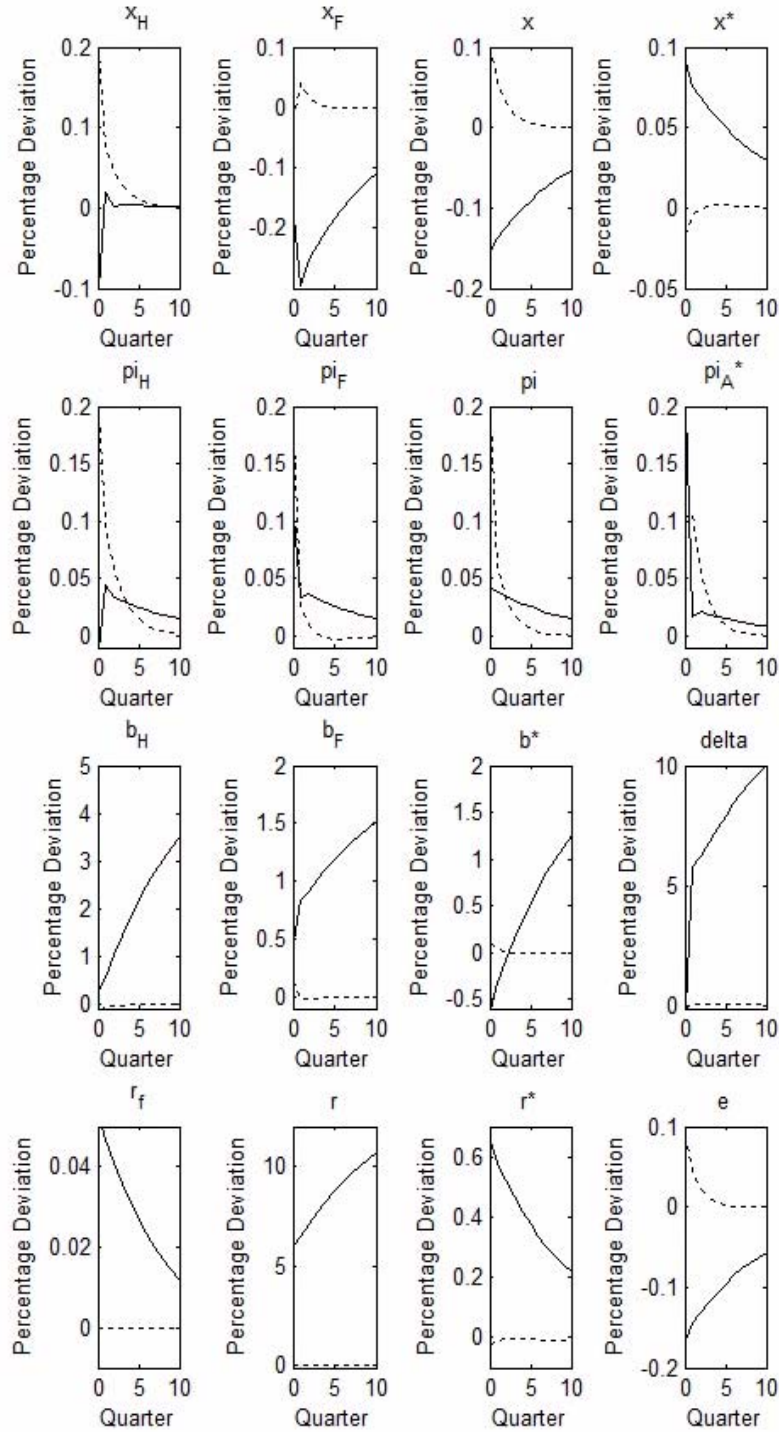 x_H x_F x x*
Percentage Deviation Percentage Deviation Percentage Deviation Percentage Deviation
0.2 0.1 0.1 0.1
0.1 0 0 0.05
0 -0.1 -0.1 0
-0.1 -0.2 -0.2 -0.05
0 5 10 0 5 10 0 5 10 0 5 10
Quarter Quarter Quarter Quarter
pi_H pi_F pi pi_A*
Percentage Deviation Percentage Deviation Percentage Deviation Percentage Deviation
0.2 0.2 0.2 0.2
0.15 0.15 0.15 0.15
0.1 0.1 0.1 0.1
0.05 0.05 0.05 0.05
0 0 0 0
0 5 10 0 5 10 0 5 10 0 5 10
Quarter Quarter Quarter Quarter
b_H b_F b* delta
Percentage Deviation Percentage Deviation Percentage Deviation Percentage Deviation
5 2 2 10
4 1.5 1.5
3 1 1 5
2 0.5 0.5
1 0 0
0 -0.5 0
0 5 10 0 5 10 0 5 10 0 5 10
Quarter Quarter Quarter Quarter
r_f r r* e
Percentage Deviation Percentage Deviation Percentage Deviation Percentage Deviation
0.04 10 0.6 0.1
0.02 5 0.4 0
0 0 0.2 -0.1
0 -0.2
0 5 10 0 5 10 0 5 10 0 5 10
Quarter Quarter Quarter Quarter